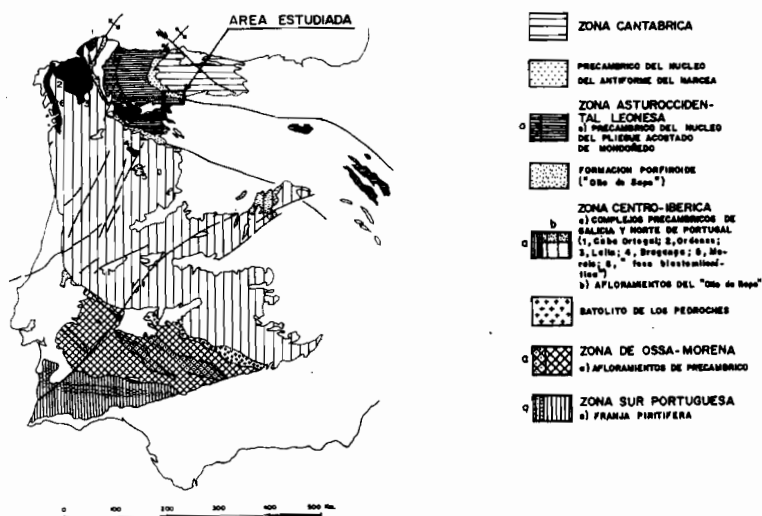 AREA ESTUDIADA
2
ZONA CANTABRICA
PRECAMBRICO DEL NUCLEO
DEL ANTIFORME DEL NARCEA
a
ZONA ASTUROCCIDEN-
TAL LEONESA
a) PRECAMBRICO DEL NUCLEO
DEL PLIEGUE ACOSTADO
DE MONDOÑEDO
FORMACION PORFIROIDE
("Ollo de Sapo")
b
a
ZONA CENTRO-IBERICA
a) COMPLEJOS PRECAMBRICOS DE
GALICIA Y NORTE DE PORTUGAL
(1, Cabo Ortegal; 2, Ordenes;
3, Lalin; 4, Bragança; 5, Mo-
rais; 6, " fosa blastomiloni-
tica")
b) AFLORAMIENTOS DEL "Ollo de Sapo"
BATOLITO DE LOS PEDROCHES
a
ZONA DE OSSA-MORENA
a) AFLORAMIENTOS DE PRECAMBRICO
a
ZONA SUR PORTUGUESA
a) FRANJA PIRITIFERA
0 100 200 300 400 500 Km.